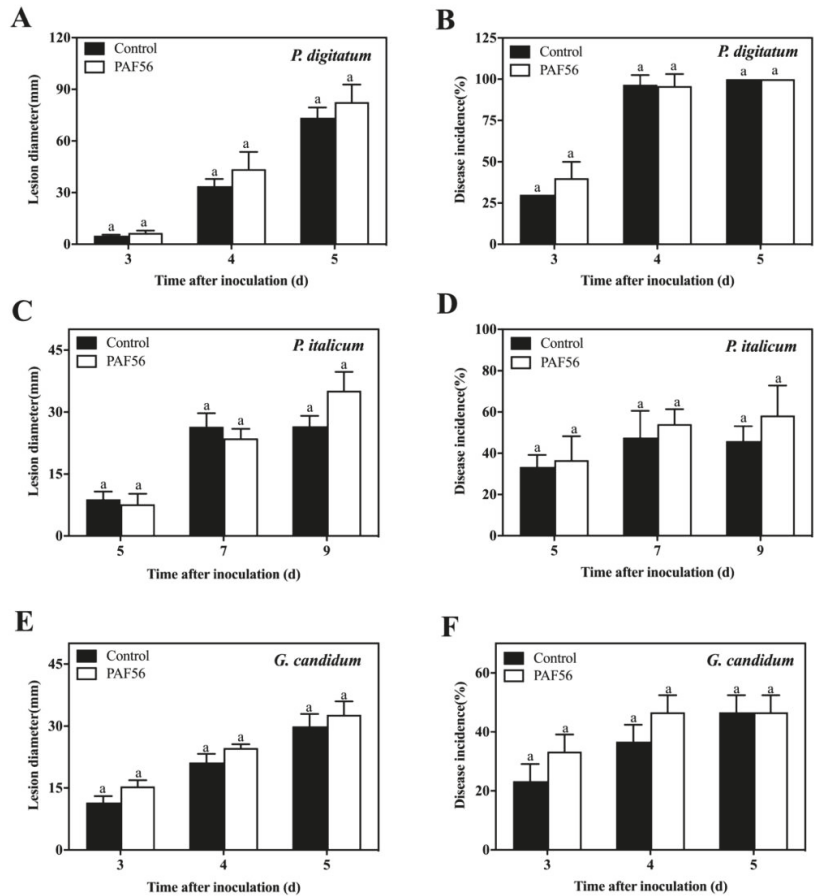 A
Lesion diameter(mm)
120
90
60
30
0
Control
PAF56
P. digitatum
a a a a a a
3 4 5
Time after inoculation (d)
B
Disease incidence(%)
125
100
75
50
25
0
Control
PAF56
P. digitatum
a a a a a a
3 4 5
Time after inoculation (d)
C
Lesion diameter(mm)
45
30
15
0
Control
PAF56
P. italicum
a a a a a a
5 7 9
Time after inoculation (d)
D
Disease incidence(%)
100
80
60
40
20
0
Control
PAF56
P. italicum
a a a a a a
5 7 9
Time after inoculation (d)
E
Lesion diameter(mm)
45
30
15
0
Control
PAF56
G. candidum
a a a a a a
3 4 5
Time after inoculation (d)
F
Disease incidence(%)
60
40
20
0
Control
PAF56
G. candidum
a a a a a a
3 4 5
Time after inoculation (d)